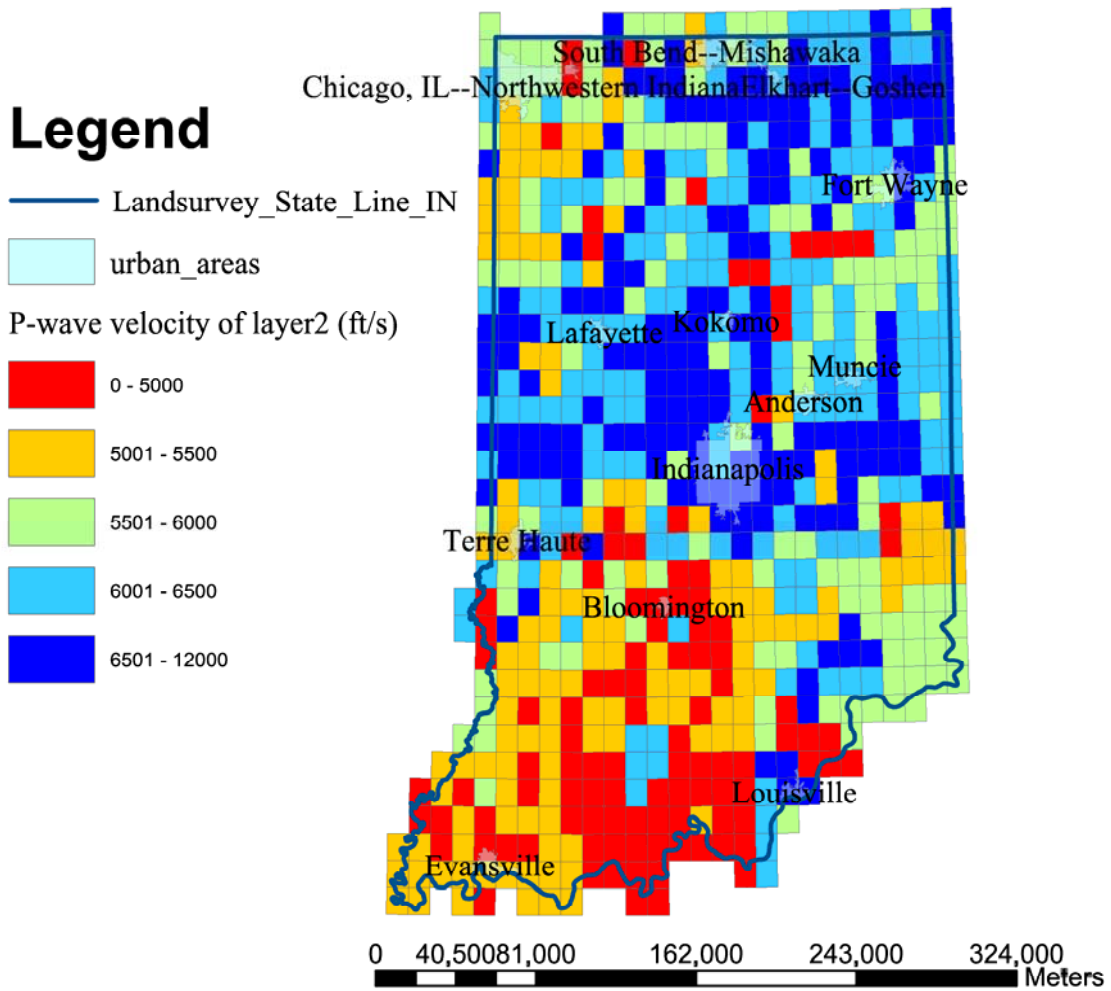 South Bend--Mishawaka
Chicago, IL--Northwestern IndianaElkhart--Goshen
Legend
Landsurvey_State_Line_IN
urban_areas
P-wave velocity of layer2 (ft/s)
0 - 5000
5001 - 5500
5501 - 6000
6001 - 6500
6501 - 12000
Fort Wayne
Lafayette
Kokomo
Muncie
Anderson
Indianapolis
Terre Haute
Bloomington
Louisville
Evansville
0 40,50081,000 162,000 243,000 324,000
Meters